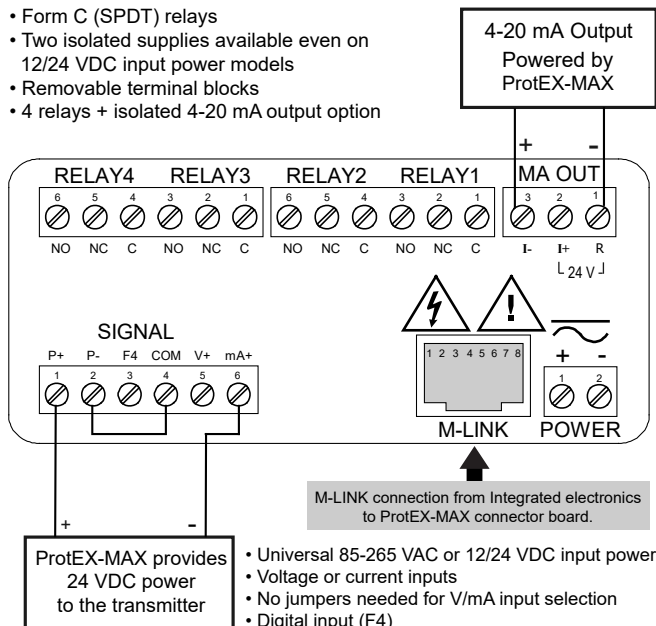 • Form C (SPDT) relays
• Two isolated supplies available even on
12/24 VDC input power models
• Removable terminal blocks
• 4 relays + isolated 4-20 mA output option
4-20 mA Output
Powered by
ProtEX-MAX
+ -
RELAY4 RELAY3 RELAY2 RELAY1 MA OUT
6 5 4 3 2 1 6 5 4 3 2 1 3 2 1
NO NC C NO NC C NO NC C NO NC C I- I+ R
24 V
SIGNAL
P+ P- F4 COM V+ mA+
1 2 3 4 5 6
!
1 2 3 4 5 6 7 8
+ -
1 2
M-LINK POWER
M-LINK connection from Integrated electronics
to ProtEX-MAX connector board.
+ -
ProtEX-MAX provides
24 VDC power
to the transmitter
• Universal 85-265 VAC or 12/24 VDC input power
• Voltage or current inputs
• No jumpers needed for V/mA input selection
• Digital input (F4)